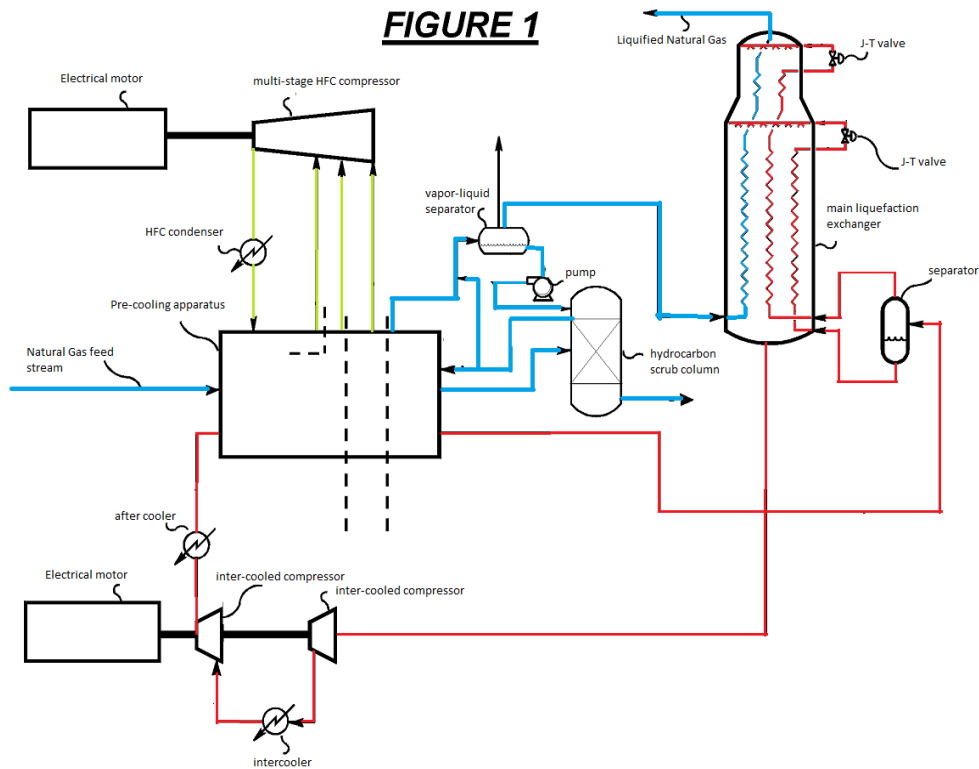 FIGURE 1
Liquified Natural Gas
J-T valve
Electrical motor
multi-stage HFC compressor
J-T valve
vapor-liquid
separator
main liquefaction
exchanger
HFC condenser
pump
separator
Pre-cooling apparatus
Natural Gas feed
stream
hydrocarbon
scrub column
after cooler
Electrical motor
inter-cooled compressor
inter-cooled compressor
intercooler